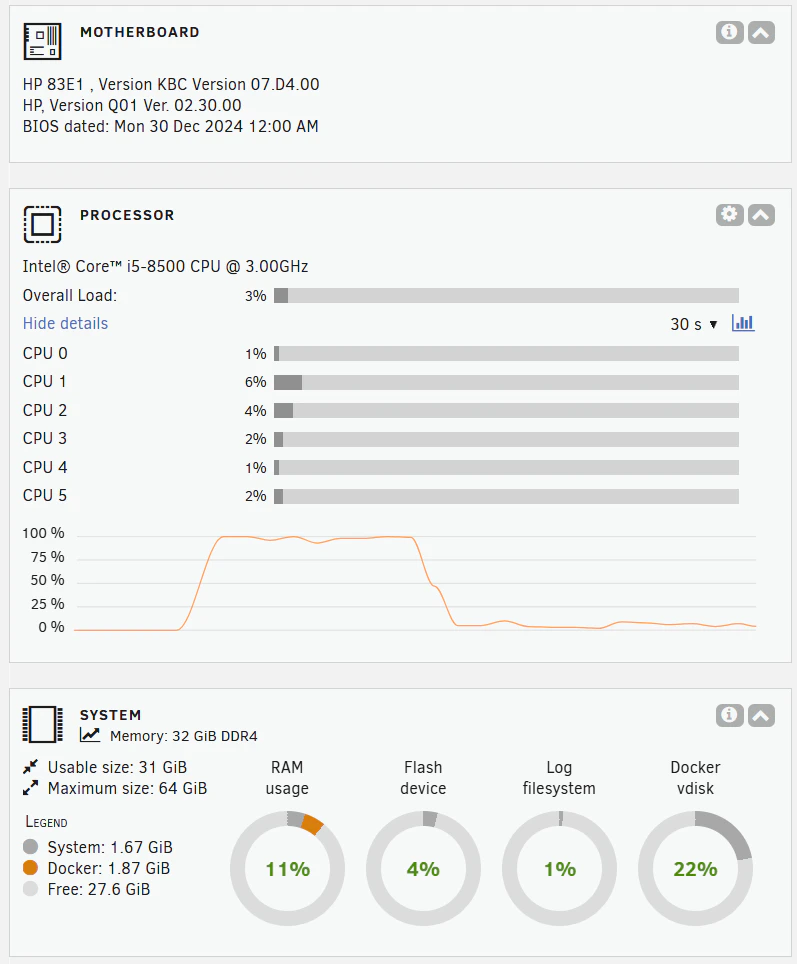 MOTHERBOARD
HP 83E1 , Version KBC Version 07.D4.00
HP, Version Q01 Ver. 02.30.00
BIOS dated: Mon 30 Dec 2024 12:00 AM
PROCESSOR
Intel® Core™ i5-8500 CPU @ 3.00GHz
Overall Load: 3%
Hide details 30 s ▼
CPU 0 1%
CPU 1 6%
CPU 2 4%
CPU 3 2%
CPU 4 1%
CPU 5 2%
100 %
75 %
50 %
25 %
0 %
SYSTEM
Memory: 32 GiB DDR4
Usable size: 31 GiB
Maximum size: 64 GiB
RAM
usage
Flash
device
Log
filesystem
Docker
vdisk
LEGEND
System: 1.67 GiB
Docker: 1.87 GiB
Free: 27.6 GiB
11%
4%
1%
22%